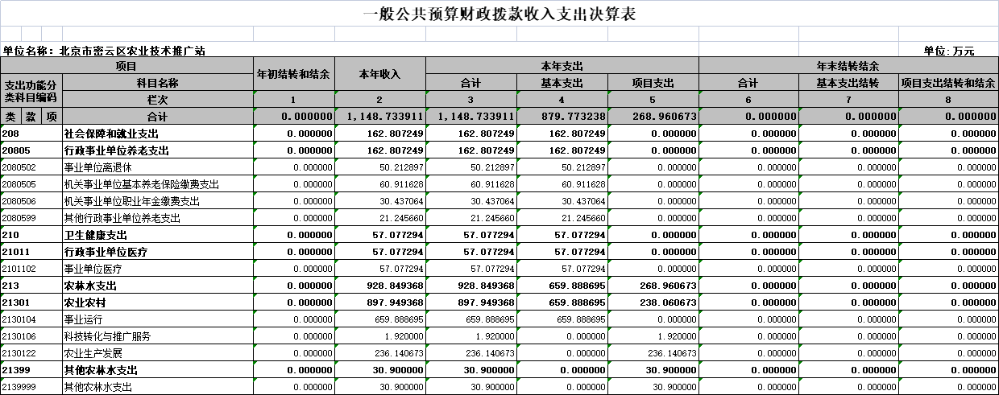 一般公共预算财政拨款收入支出决算表
单位名称：北京市密云区农业技术推广站 单位:万元
项目 年初结转和结余 本年收入 本年支出 年末结转结余
支出功能分类科目编码 科目名称 合计 基本支出 项目支出 合计 基本支出结转 项目支出结转和结余
栏次 1 2 3 4 5 6 7 8
类 款 项 合计 0.000000 1,148.733911 1,148.733911 879.773238 268.960673 0.000000 0.000000 0.000000
208 社会保障和就业支出 0.000000 162.807249 162.807249 162.807249 0.000000 0.000000 0.000000 0.000000
20805 行政事业单位养老支出 0.000000 162.807249 162.807249 162.807249 0.000000 0.000000 0.000000 0.000000
2080502 事业单位离退休 0.000000 50.212897 50.212897 50.212897 0.000000 0.000000 0.000000 0.000000
2080505 机关事业单位基本养老保险缴费支出 0.000000 60.911628 60.911628 60.911628 0.000000 0.000000 0.000000 0.000000
2080506 机关事业单位职业年金缴费支出 0.000000 30.437064 30.437064 30.437064 0.000000 0.000000 0.000000 0.000000
2080599 其他行政事业单位养老支出 0.000000 21.245660 21.245660 21.245660 0.000000 0.000000 0.000000 0.000000
210 卫生健康支出 0.000000 57.077294 57.077294 57.077294 0.000000 0.000000 0.000000 0.000000
21011 行政事业单位医疗 0.000000 57.077294 57.077294 57.077294 0.000000 0.000000 0.000000 0.000000
2101102 事业单位医疗 0.000000 57.077294 57.077294 57.077294 0.000000 0.000000 0.000000 0.000000
213 农林水支出 0.000000 928.849368 928.849368 659.888695 268.960673 0.000000 0.000000 0.000000
21301 农业农村 0.000000 897.949368 897.949368 659.888695 238.060673 0.000000 0.000000 0.000000
2130104 事业运行 0.000000 659.888695 659.888695 659.888695 0.000000 0.000000 0.000000 0.000000
2130106 科技转化与推广服务 0.000000 1.920000 1.920000 0.000000 1.920000 0.000000 0.000000 0.000000
2130122 农业生产发展 0.000000 236.140673 236.140673 0.000000 236.140673 0.000000 0.000000 0.000000
21399 其他农林水支出 0.000000 30.900000 30.900000 0.000000 30.900000 0.000000 0.000000 0.000000
2139999 其他农林水支出 0.000000 30.900000 30.900000 0.000000 30.900000 0.000000 0.000000 0.000000